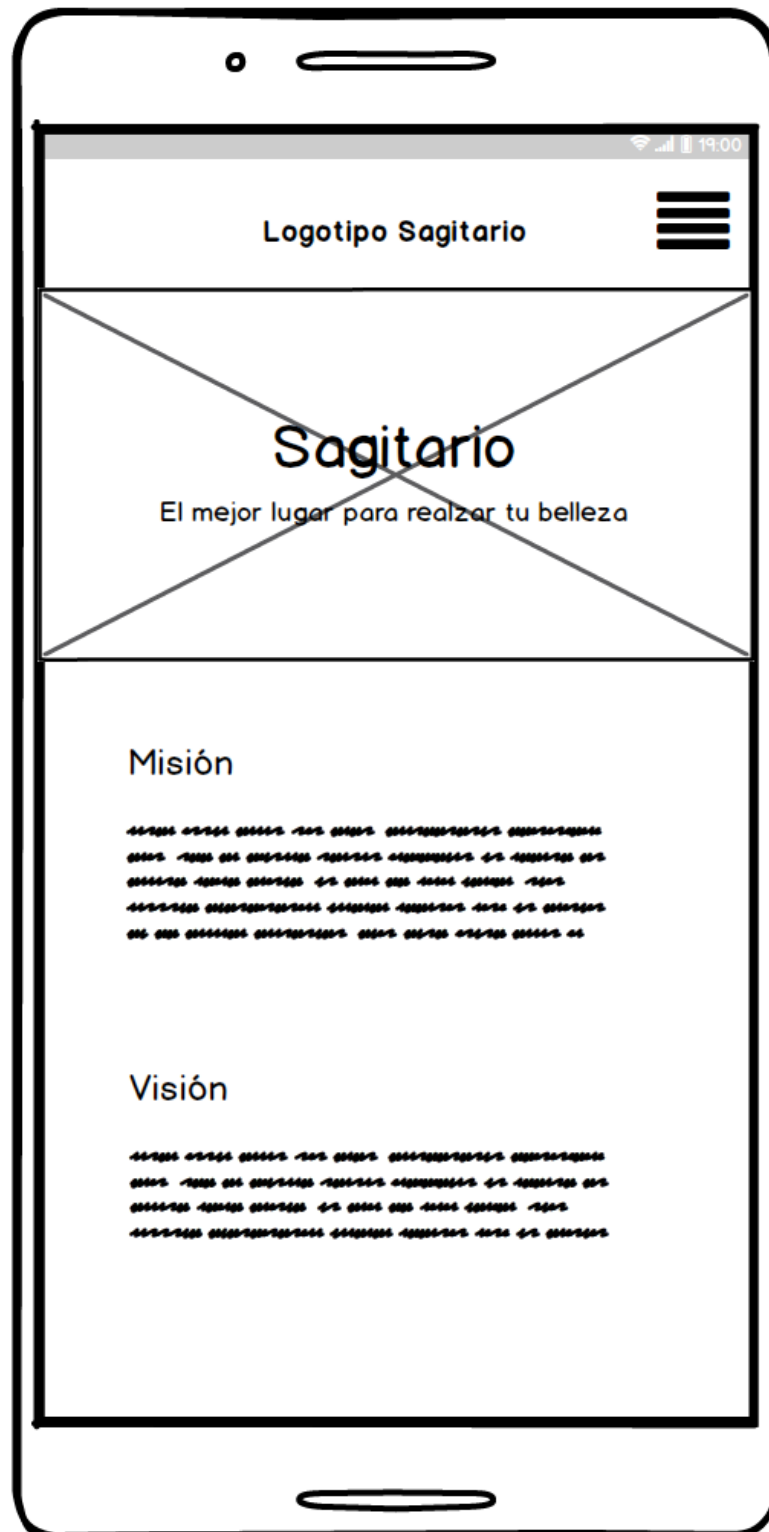 19:00
Logotipo Sagitario
Sagitario
El mejor lugar para realzar tu belleza
Misión
Visión